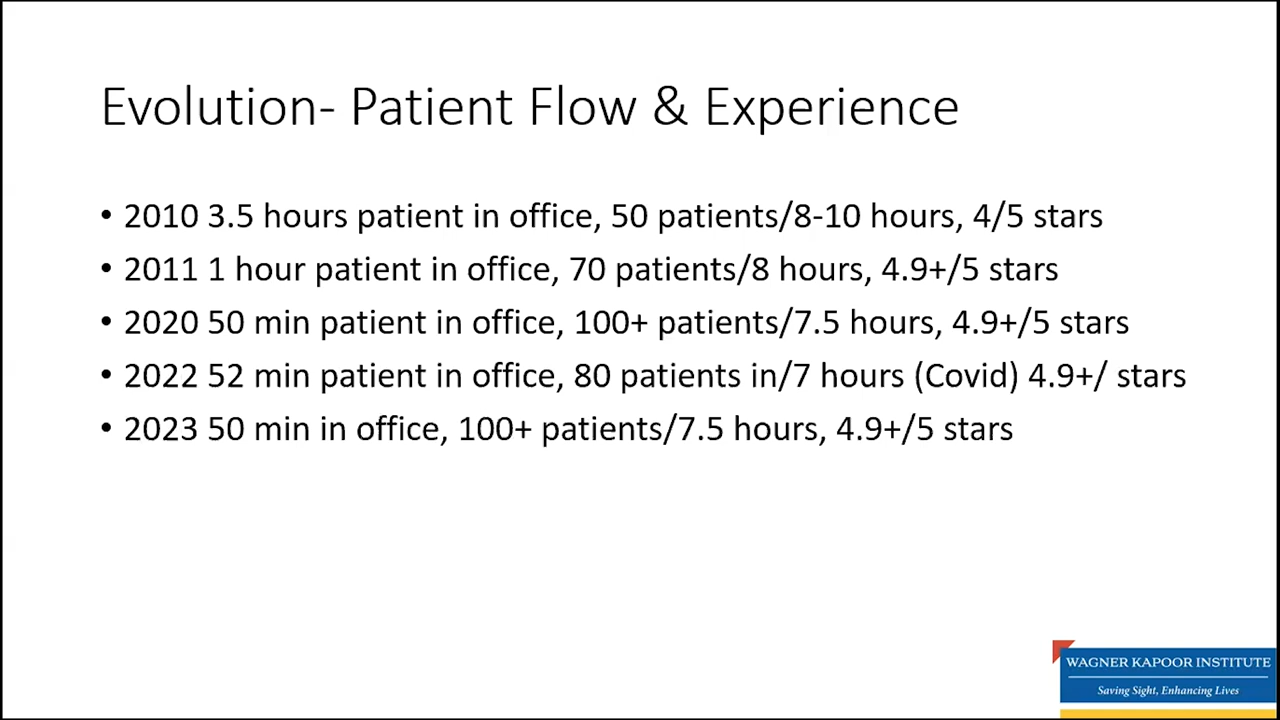 Evolution- Patient Flow & Experience
• 2010 3.5 hours patient in office, 50 patients/8-10 hours, 4/5 stars
• 2011 1 hour patient in office, 70 patients/8 hours, 4.9+/5 stars
• 2020 50 min patient in office, 100+ patients/7.5 hours, 4.9+/5 stars
• 2022 52 min patient in office, 80 patients in/7 hours (Covid) 4.9+/ stars
• 2023 50 min in office, 100+ patients/7.5 hours, 4.9+/5 stars
WAGNER KAPOOR INSTITUTE
Saving Sight, Enhancing Lives